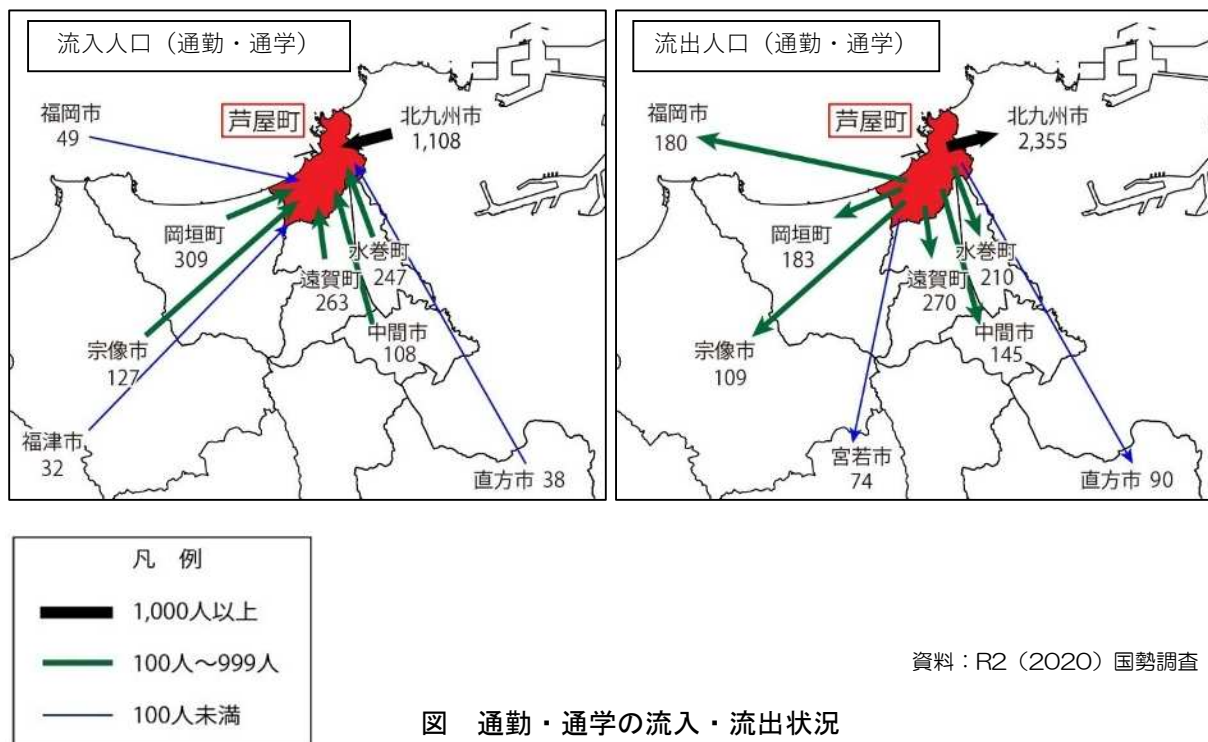 流入人口（通勤・通学）
福岡市
49
芦屋町
北九州市
1,108
岡垣町
309
水巻町
247
遠賀町
263
中間市
108
宗像市
127
福津市
32
直方市 38
流出人口（通勤・通学）
福岡市
180
芦屋町
北九州市
2,355
岡垣町
183
水巻町
210
遠賀町
270
中間市
145
宗像市
109
宮若市
74
直方市 90
凡 例
1,000人以上
100人～999人
100人未満
資料：R2（2020）国勢調査
図 通勤・通学の流入・流出状況